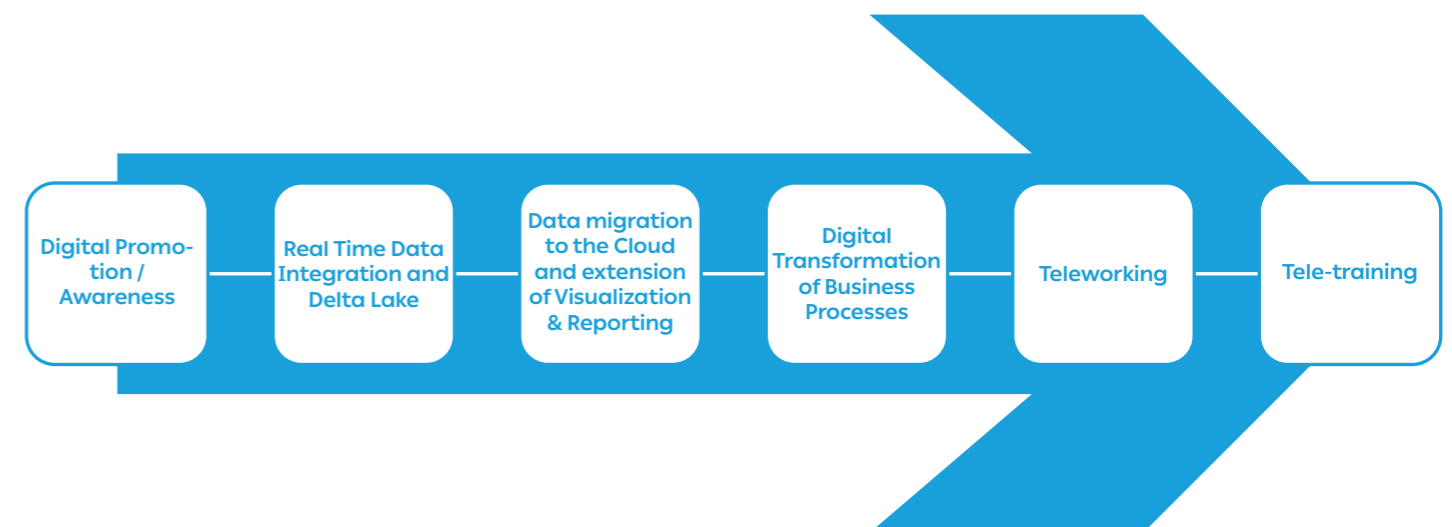 Digital Promo-
tion /
Awareness
Real Time Data
Integration and
Delta Lake
Data migration
to the Cloud
and extension
of Visualization
& Reporting
Digital
Transformation
of Business
Processes
Teleworking
Tele-training